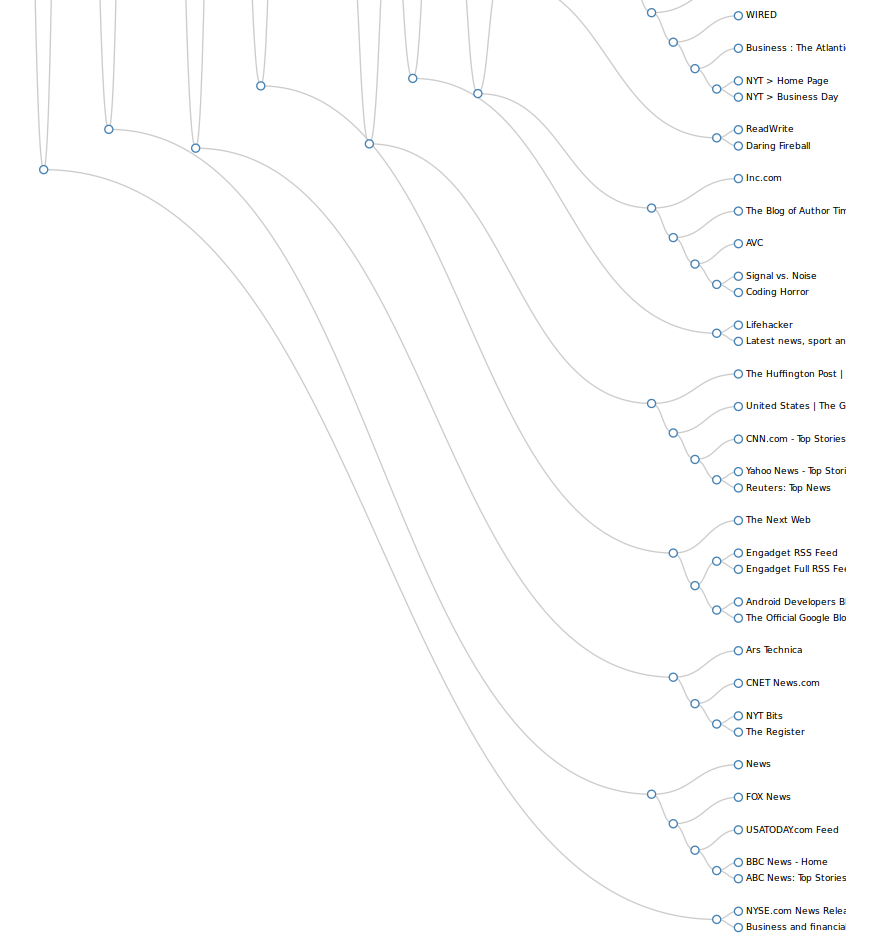 WIRED
Business : The Atlanti
NYT > Home Page
NYT > Business Day
ReadWrite
Daring Fireball
Inc.com
The Blog of Author Tim
AVC
Signal vs. Noise
Coding Horror
Lifehacker
Latest news, sport an
The Huffington Post |
United States | The G
CNN.com - Top Stories
Yahoo News - Top Stori
Reuters: Top News
The Next Web
Engadget RSS Feed
Engadget Full RSS Fee
Android Developers Bl
The Official Google Blo
Ars Technica
CNET News.com
NYT Bits
The Register
News
FOX News
USATODAY.com Feed
BBC News - Home
ABC News: Top Stories
NYSE.com News Relea
Business and financial